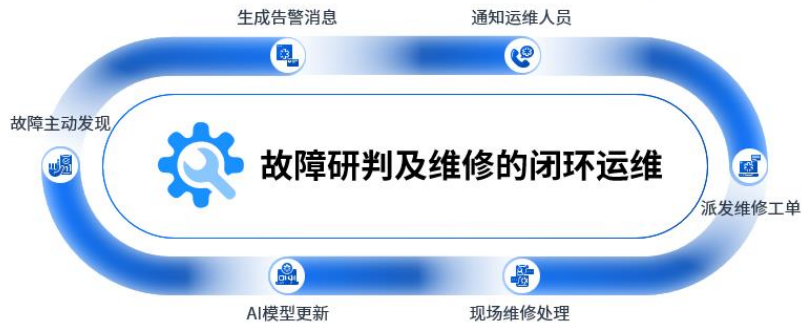 生成告警消息
通知运维人员
故障主动发现
故障研判及维修的闭环运维
派发维修工单
AI模型更新
现场维修处理